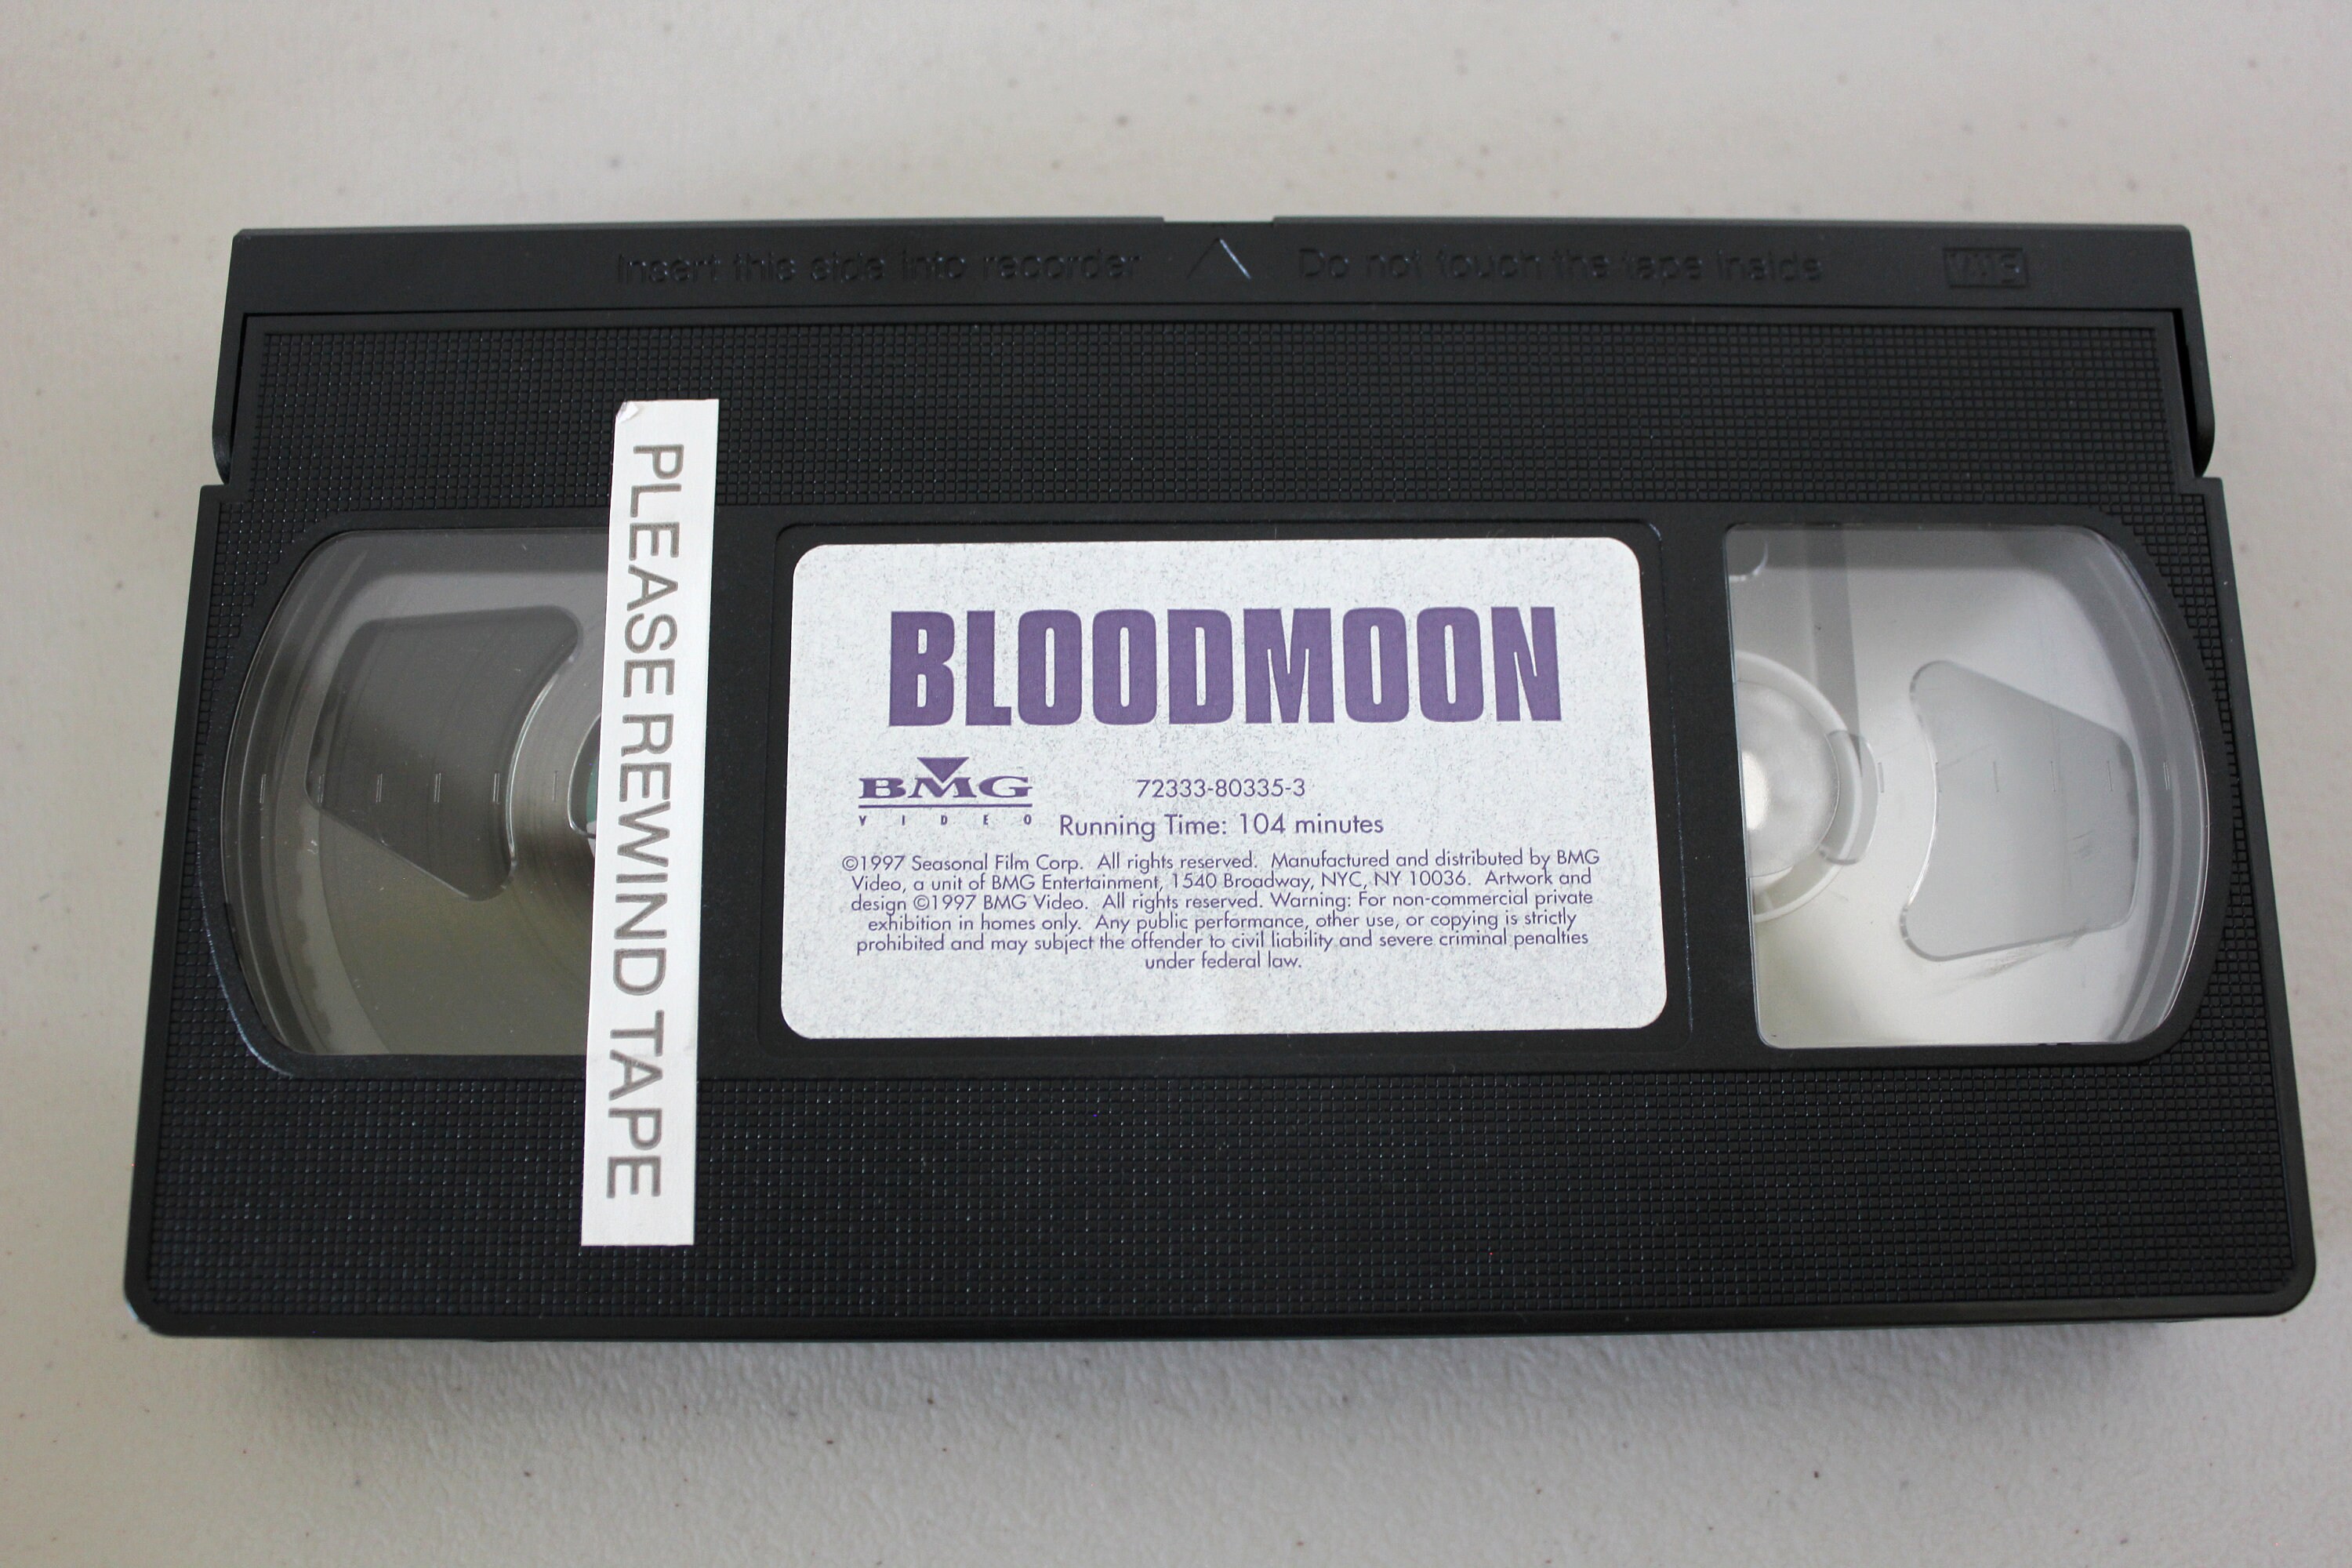 Insert this side into recorder Do not touch the tape inside VHS
PLEASE REWIND TAPE
BLOODMOON
BMG
VIDEO
72333-80335-3
Running Time: 104 minutes
©1997 Seasonal Film Corp. All rights reserved. Manufactured and distributed by BMG
Video, a unit of BMG Entertainment, 1540 Broadway, NYC, NY 10036. Artwork and
design ©1997 BMG Video. All rights reserved. Warning: For non-commercial private
exhibition in homes only. Any public performance, other use, or copying is strictly
prohibited and may subject the offender to civil liability and severe criminal penalties
under federal law.